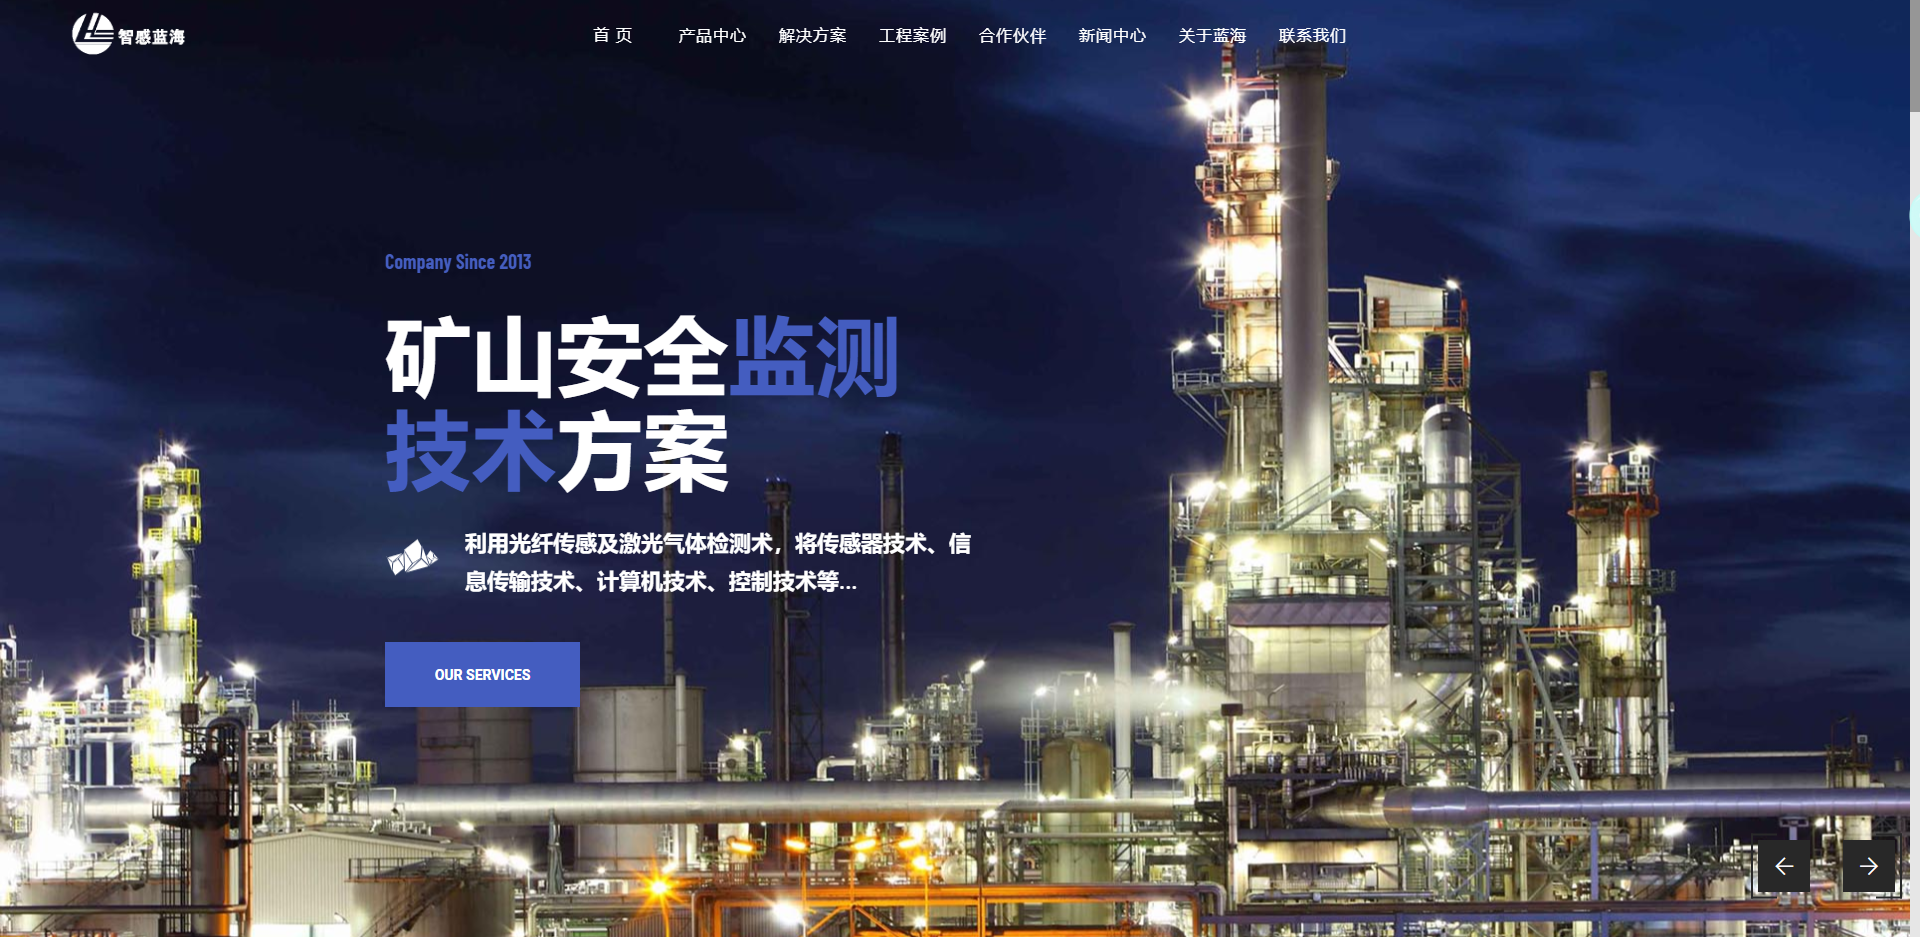 智感蓝海
首 页 产品中心 解决方案 工程案例 合作伙伴 新闻中心 关于蓝海 联系我们
Company Since 2013
矿山安全监测
技术方案
利用光纤传感及激光气体检测术，将传感器技术、信
息传输技术、计算机技术、控制技术等...
OUR SERVICES